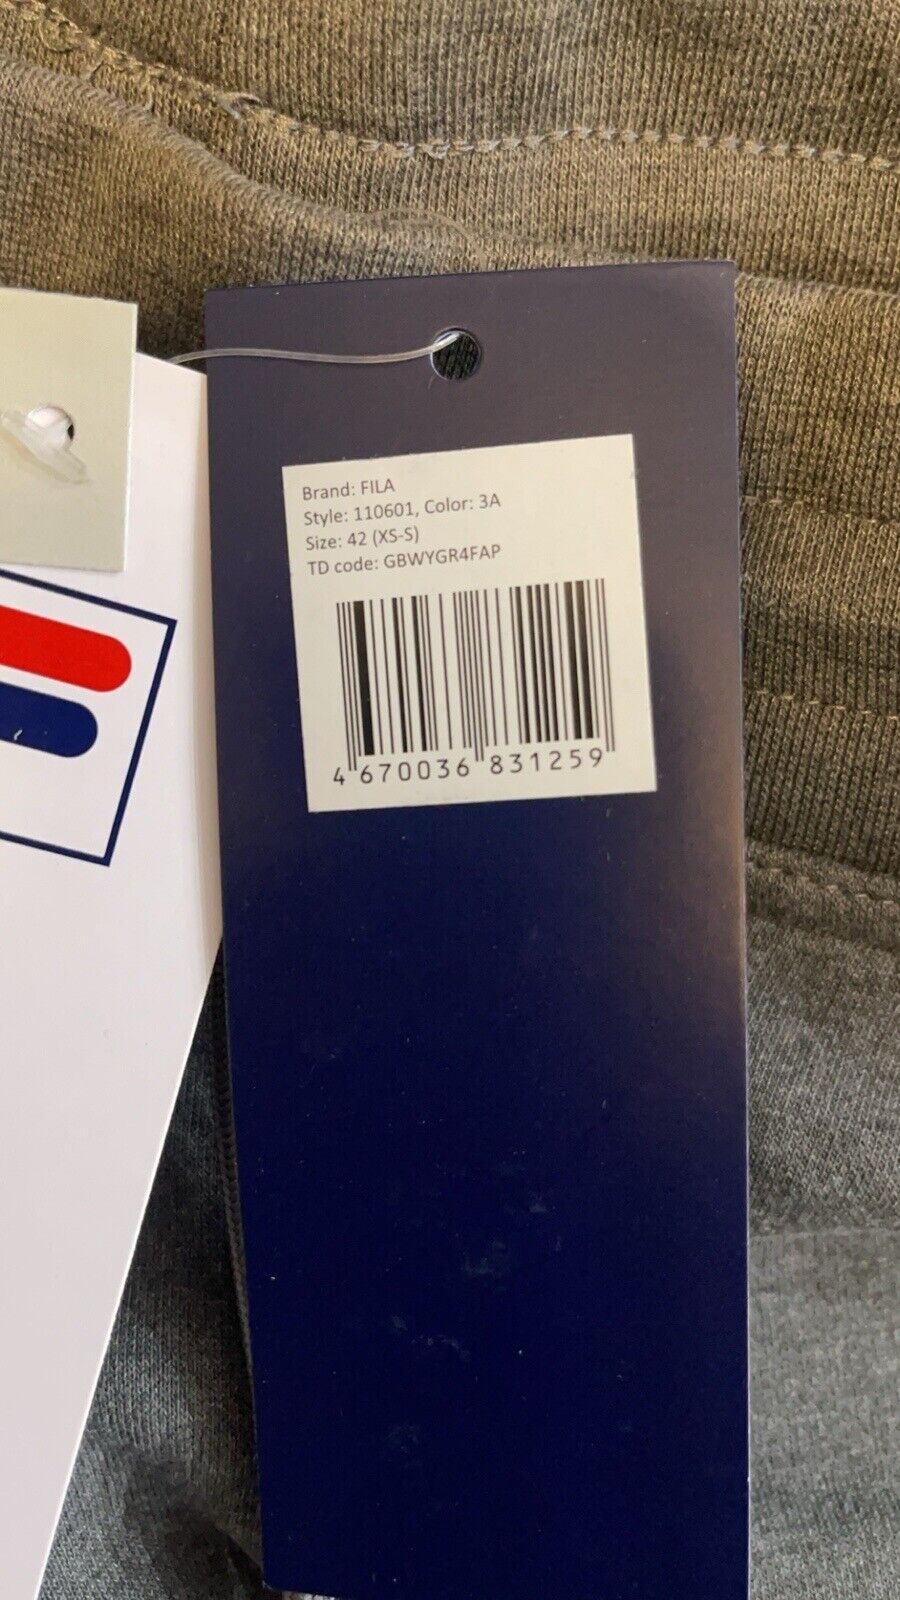 Brand: FILA
Style: 110601, Color: 3A
Size: 42 (XS-S)
TD code: GBWYGR4FAP
4 670036 831259